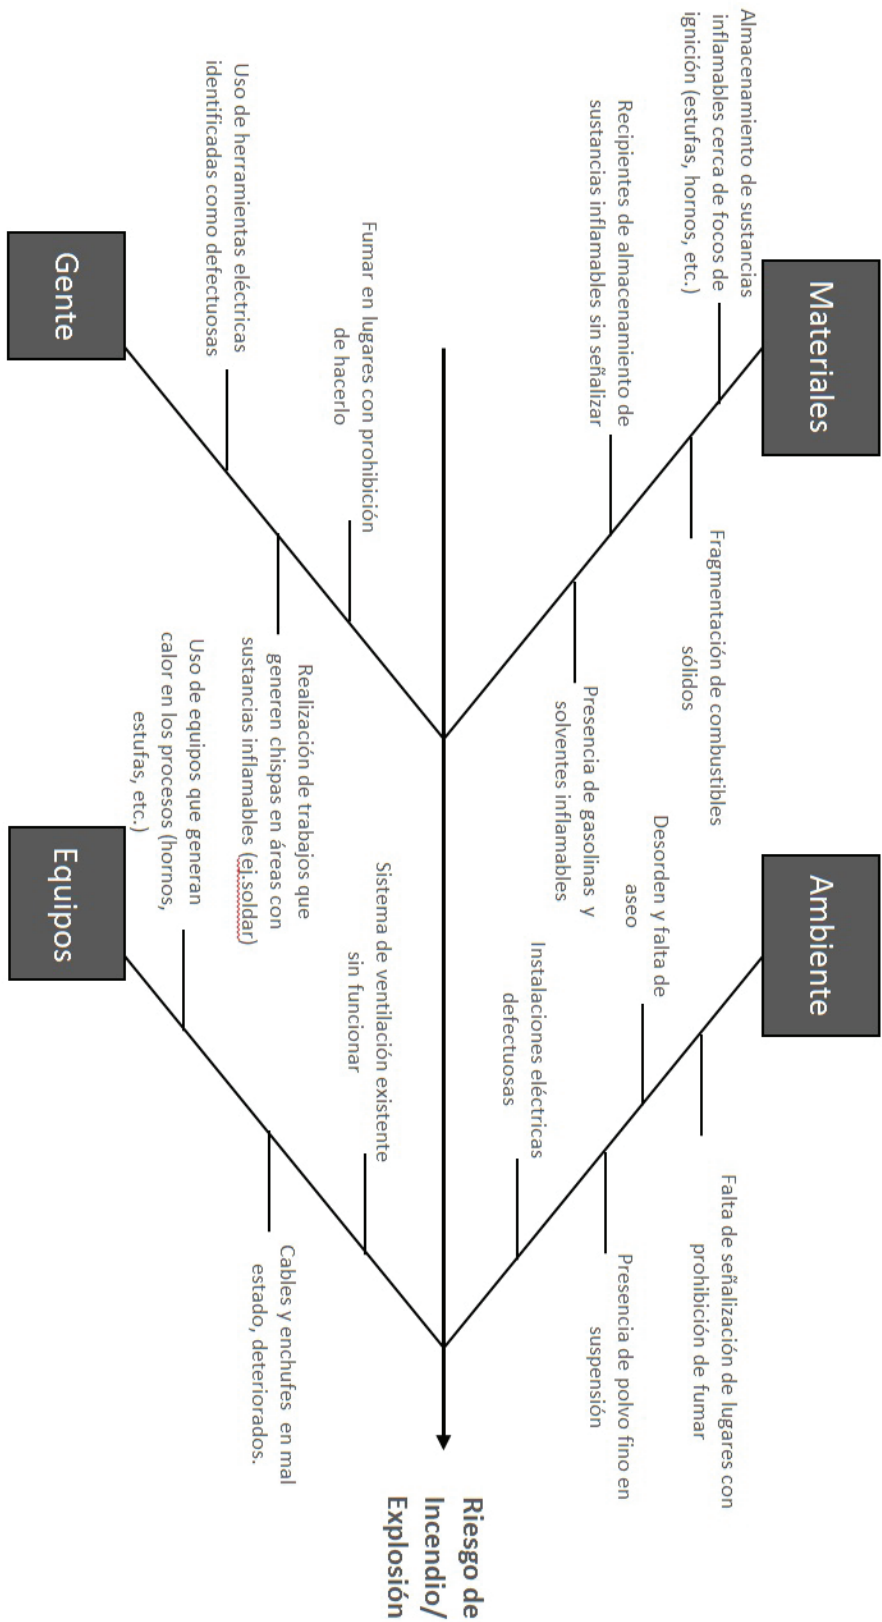 Materiales
Almacenamiento de sustancias
inflamables cerca de focos de
ignición (estufas, hornos, etc.)
Fragmentación de combustibles
sólidos
Recipientes de almacenamiento de
sustancias inflamables sin señalizar
Presencia de gasolinas y
solventes inflamables
Ambiente
Falta de señalización de lugares con
prohibición de fumar
Desorden y falta de
aseo
Presencia de polvo fino en
suspensión
Instalaciones eléctricas
defectuosas
Riesgo de
Incendio/
Explosión
Fumar en lugares con prohibición
de hacerlo
Realización de trabajos que
generen chispas en áreas con
sustancias inflamables (ej.soldar)
Uso de herramientas eléctricas
identificadas como defectuosas
Gente
Sistema de ventilación existente
sin funcionar
Cables y enchufes en mal
estado, deteriorados.
Uso de equipos que generan
calor en los procesos (hornos,
estufas, etc.)
Equipos